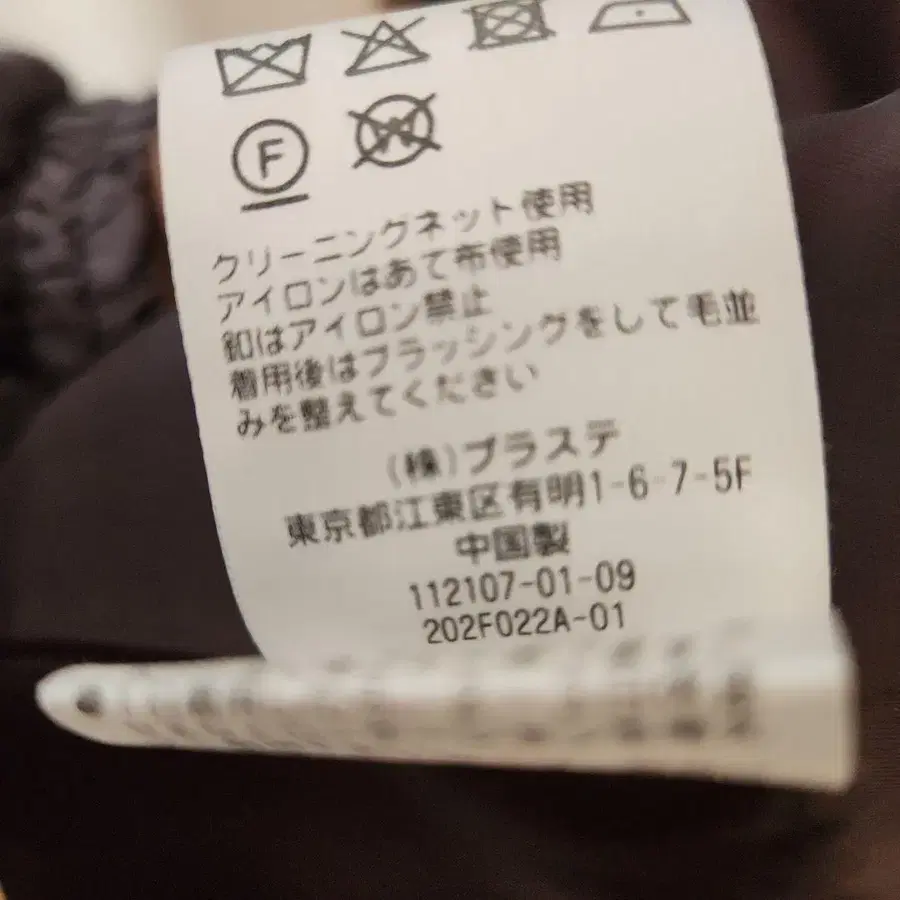 F
W
クリーニングネット使用
アイロンはあて布使用
釦はアイロン禁止
着用後はブラッシングをして毛並
みを整えてください
(株)プラステ
東京都江東区有明1-6-7-5F
中国製
112107-01-09
202F022A-01